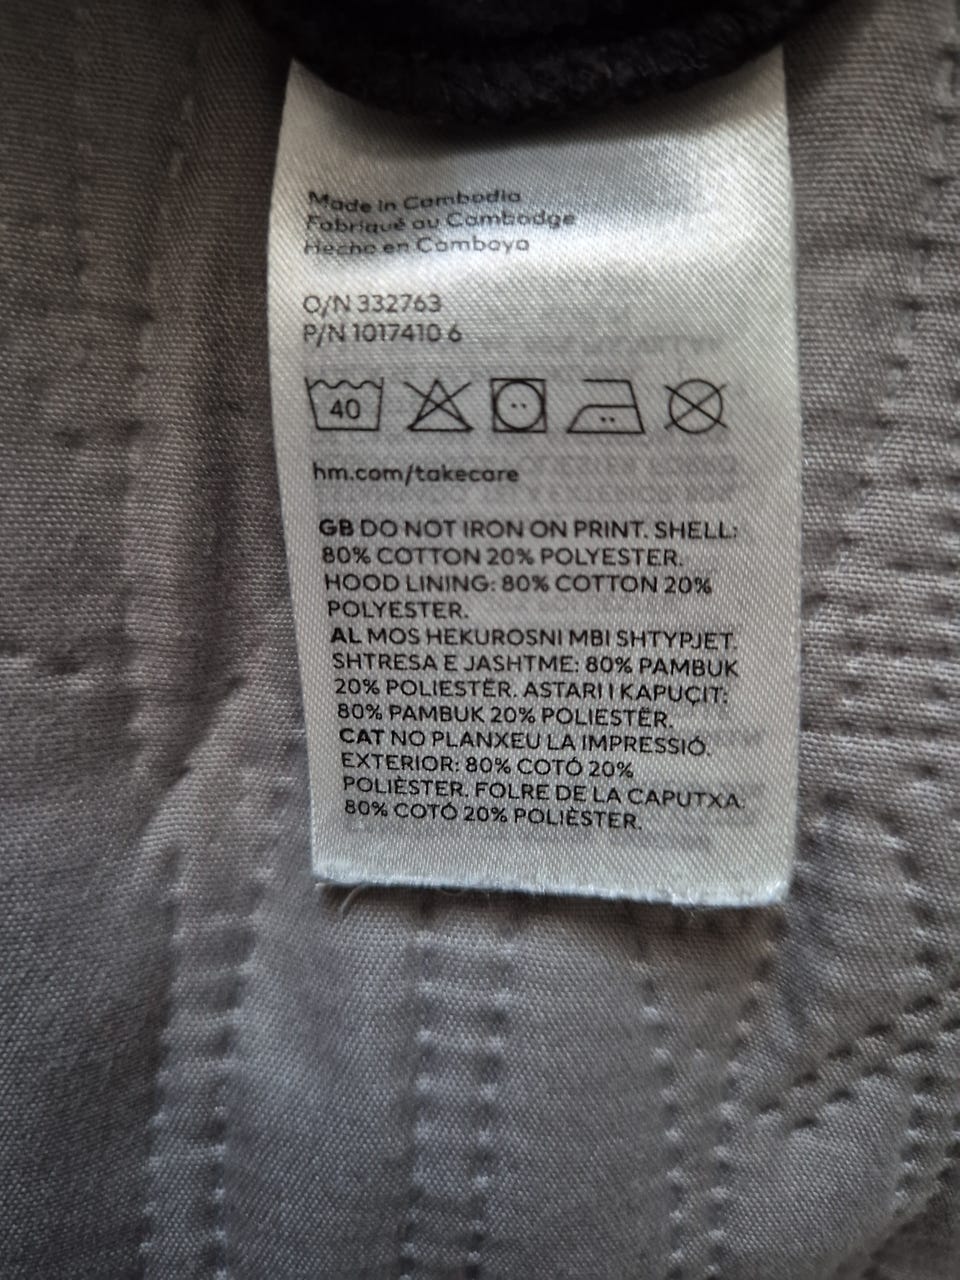 Made in Cambodia
Fabriqué au Cambodge
Hecho en Camboya
O/N 332763
P/N 1017410 6
40
hm.com/takecare
GB DO NOT IRON ON PRINT. SHELL:
80% COTTON 20% POLYESTER.
HOOD LINING: 80% COTTON 20%
POLYESTER.
AL MOS HEKUROSNI MBI SHTYPJET.
SHTRESA E JASHTME: 80% PAMBUK
20% POLIESTËR. ASTARI I KAPUÇIT:
80% PAMBUK 20% POLIESTËR.
CAT NO PLANXEU LA IMPRESSIÓ.
EXTERIOR: 80% COTÓ 20%
POLIÈSTER. FOLRE DE LA CAPUTXA:
80% COTÓ 20% POLIÈSTER.